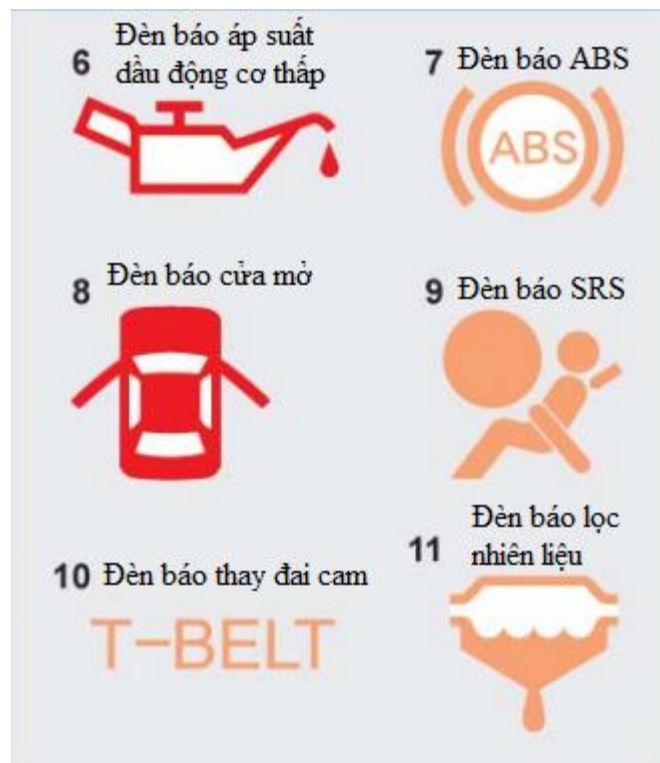 6 Đèn báo áp suất
dầu động cơ thấp
7 Đèn báo ABS
ABS
8 Đèn báo cửa mở
9 Đèn báo SRS
10 Đèn báo thay đai cam
T-BELT
11 Đèn báo lọc
nhiên liệu